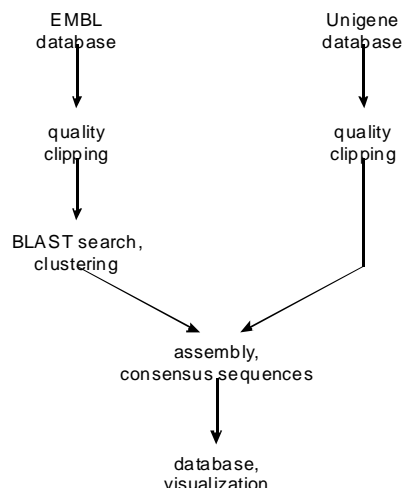 EMBL
database
Unigene
database
quality
clipping
quality
clipping
BLAST search,
clustering
assembly,
consensus sequences
database,
visualization